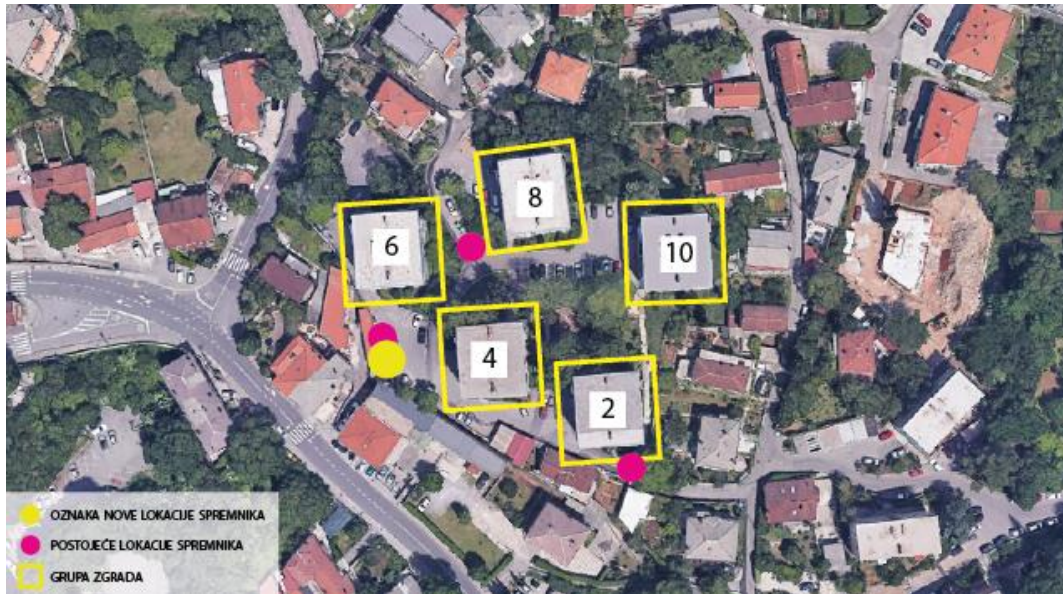 8
6
10
4
2
OZNAKA NOVE LOKACIJE SPREMNIKA
POSTOJEĆE LOKACIJE SPREMNIKA
GRUPA ZGRADA